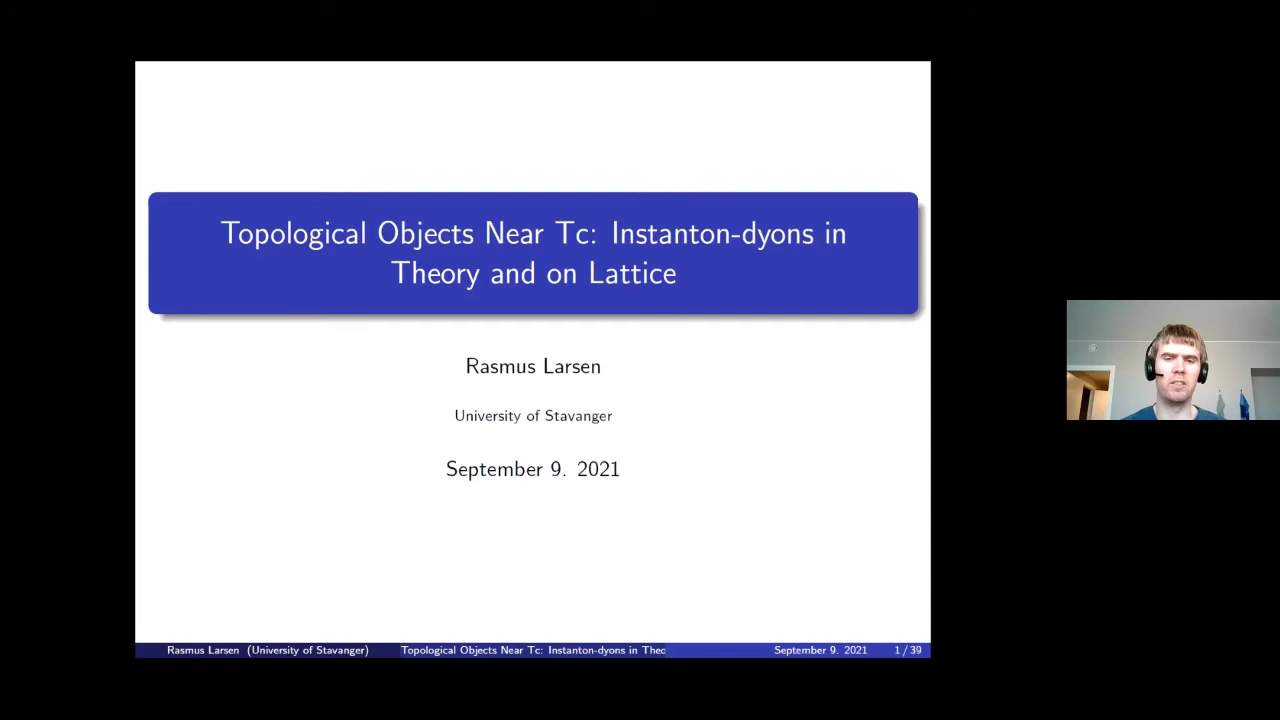 Topological Objects Near Tc: Instanton-dyons in
Theory and on Lattice
Rasmus Larsen
University of Stavanger
September 9. 2021
Rasmus Larsen (University of Stavanger) Topological Objects Near Tc: Instanton-dyons in Theo September 9. 2021 1 / 39